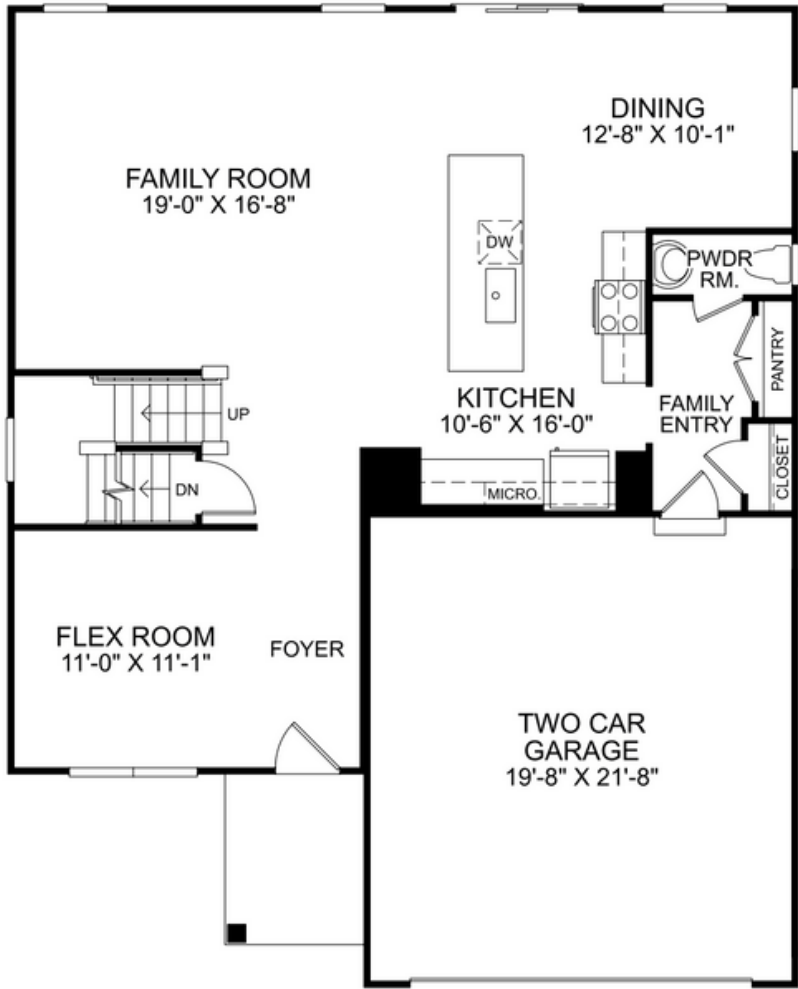 DINING
12'-8" X 10'-1"
FAMILY ROOM
19'-0" X 16'-8"
DW
PWDR
RM.
PANTRY
KITCHEN
10'-6" X 16'-0"
FAMILY
ENTRY
UP
CLOSET
DN
MICRO.
FLEX ROOM
11'-0" X 11'-1"
FOYER
TWO CAR
GARAGE
19'-8" X 21'-8"